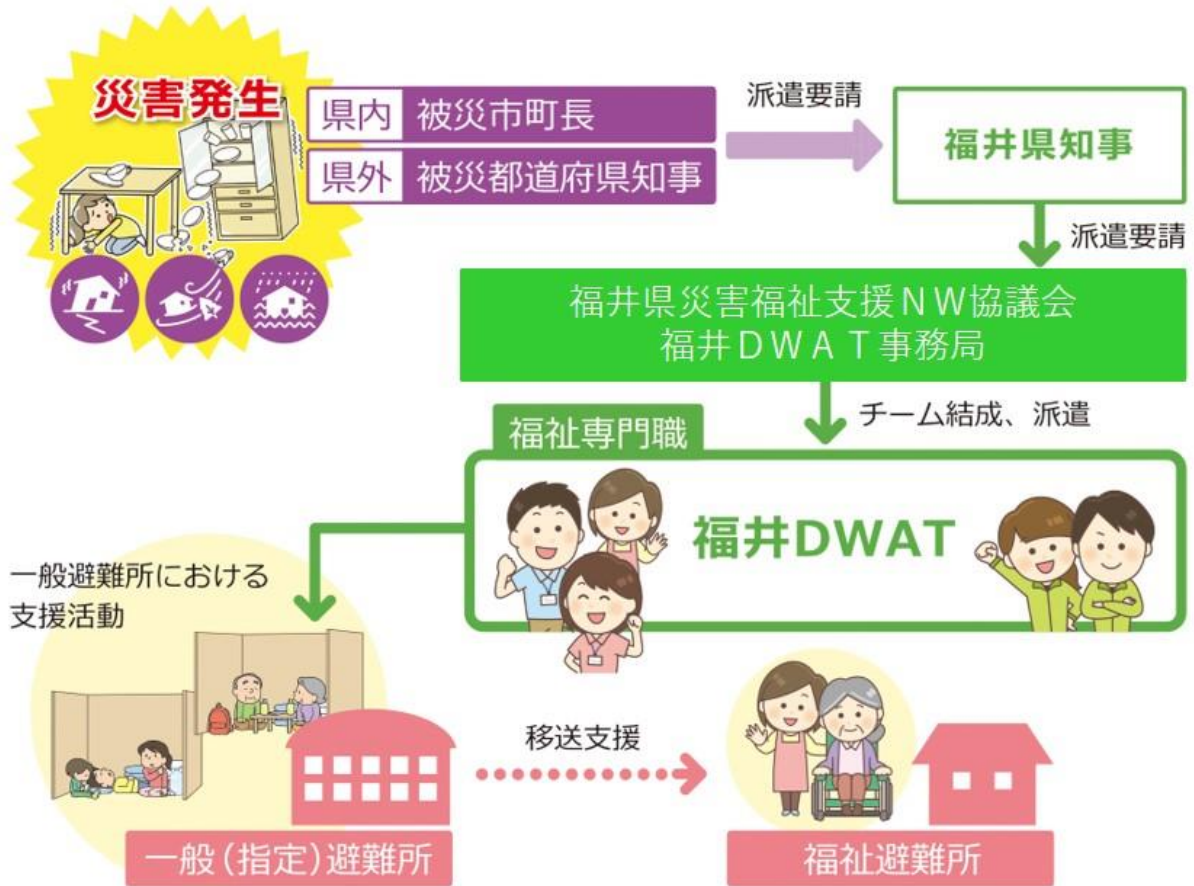 災害発生
県内 被災市町長
県外 被災都道府県知事
派遣要請
福井県知事
派遣要請
福井県災害福祉支援NW協議会
福井DWAT事務局
チーム結成、派遣
福祉専門職
福井DWAT
一般避難所における
支援活動
移送支援
一般(指定)避難所
福祉避難所